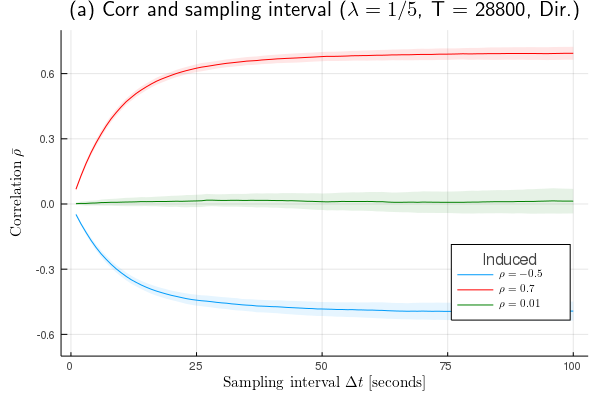 (a) Corr and sampling interval (λ = 1/5, T = 28800, Dir.)
Correlation ρ̄
0.6
0.3
0.0
-0.3
-0.6
Induced
ρ = −0.5
ρ = 0.7
ρ = 0.01
0
25
50
75
100
Sampling interval Δt [seconds]